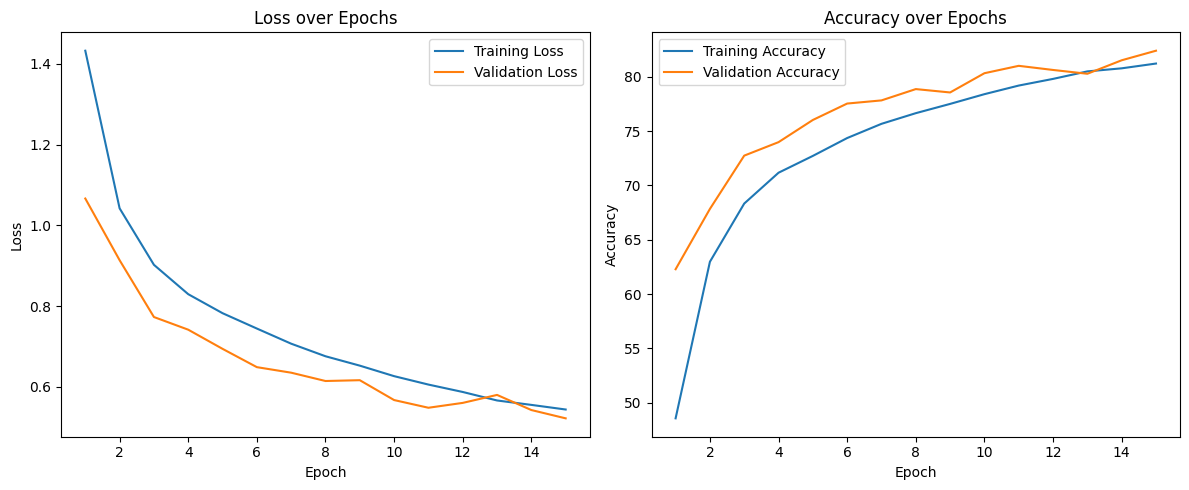 Loss over Epochs
Training Loss
Validation Loss
1.4
1.2
1.0
0.8
0.6
Loss
2 4 6 8 10 12 14
Epoch
Accuracy over Epochs
Training Accuracy
Validation Accuracy
80
75
70
65
60
55
50
Accuracy
2 4 6 8 10 12 14
Epoch